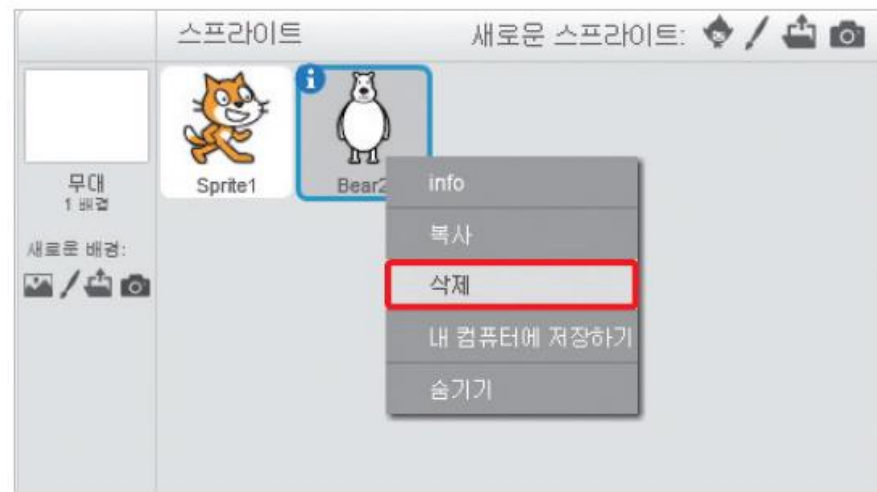 스프라이트
새로운 스프라이트:
무대
1 배경
새로운 배경:
Sprite1
Bear2
info
복사
삭제
내 컴퓨터에 저장하기
숨기기